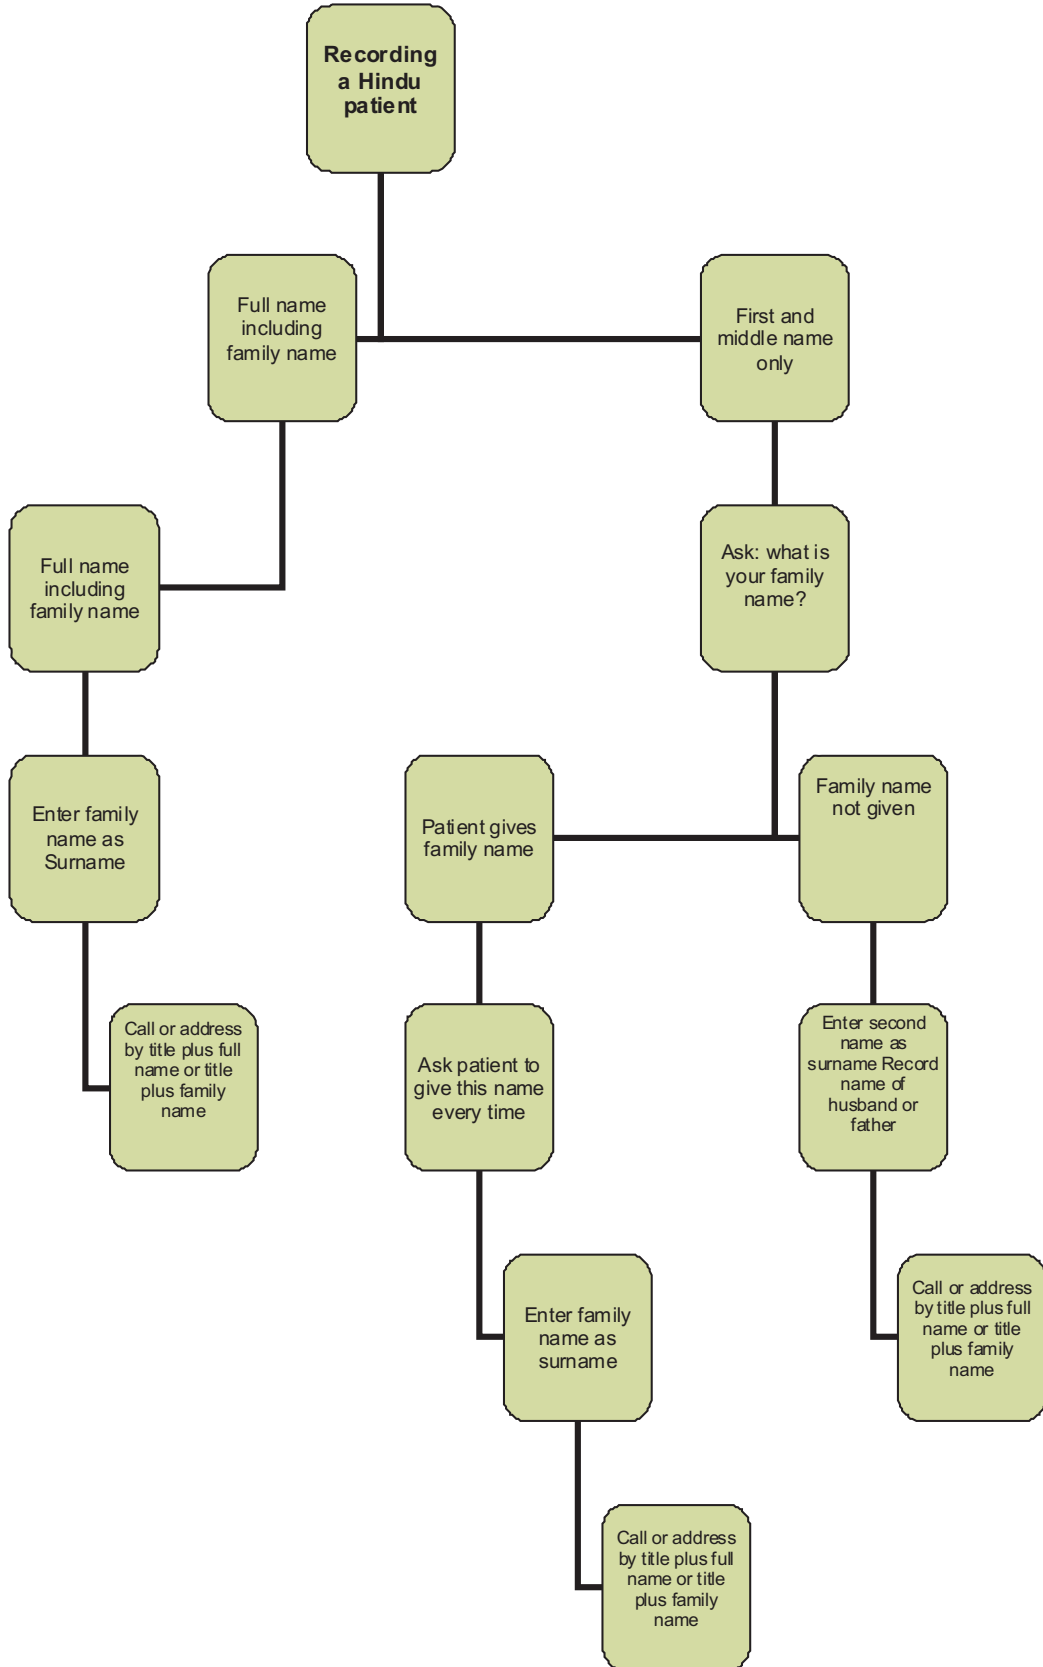 Recording
a Hindu
patient
Full name
including
family name
First and
middle name
only
Full name
including
family name
Ask: what is
your family
name?
Enter family
name as
Surname
Patient gives
family name
Family name
not given
Call or address
by title plus full
name or title
plus family
name
Ask patient to
give this name
every time
Enter second
name as
surname Record
name of
husband or
father
Enter family
name as
surname
Call or address
by title plus full
name or title
plus family
name
Call or address
by title plus full
name or title
plus family
name